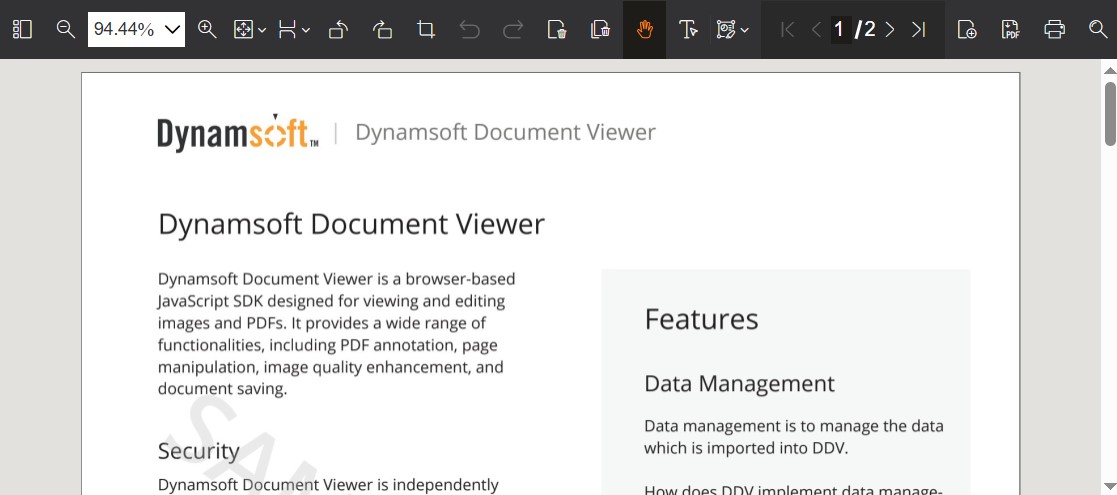 94.44%
1 /2
PDF
Dynamsoft™ | Dynamsoft Document Viewer
Dynamsoft Document Viewer
Dynamsoft Document Viewer is a browser-based
JavaScript SDK designed for viewing and editing
images and PDFs. It provides a wide range of
functionalities, including PDF annotation, page
manipulation, image quality enhancement, and
document saving.
Security
Dynamsoft Document Viewer is independently
SAM
Features
Data Management
Data management is to manage the data
which is imported into DDV.
How does DDV implement data manage-